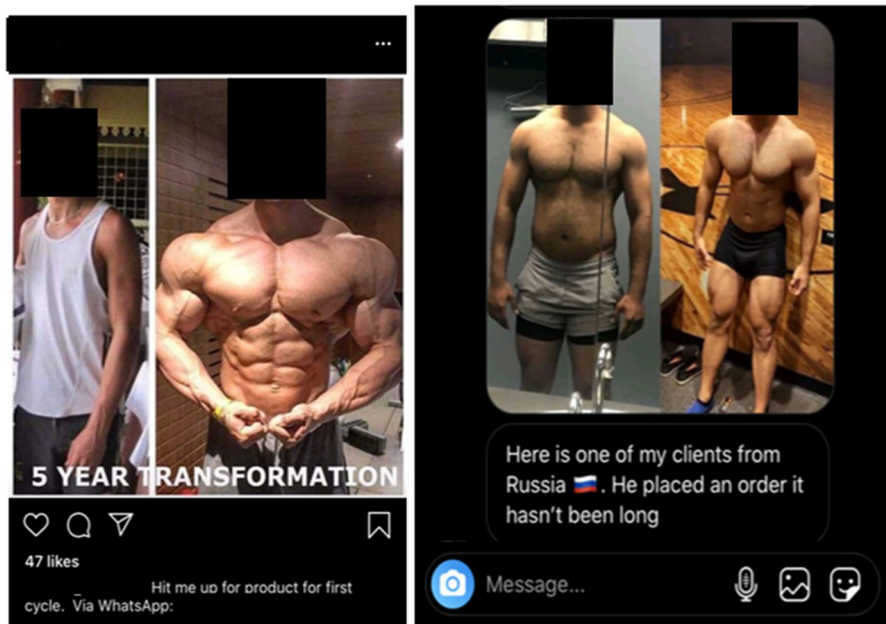 5 YEAR TRANSFORMATION
47 likes
Hit me up for product for first
cycle. Via WhatsApp:
Here is one of my clients from
Russia 🇷🇺. He placed an order it
hasn't been long
Message...